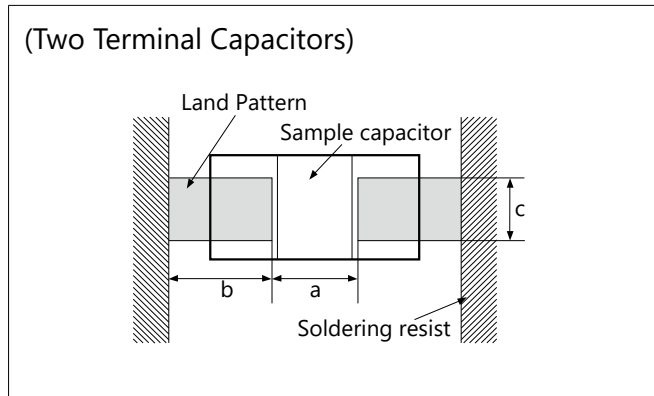 (Two Terminal Capacitors)
Land Pattern
Sample capacitor
c
b
a
Soldering resist